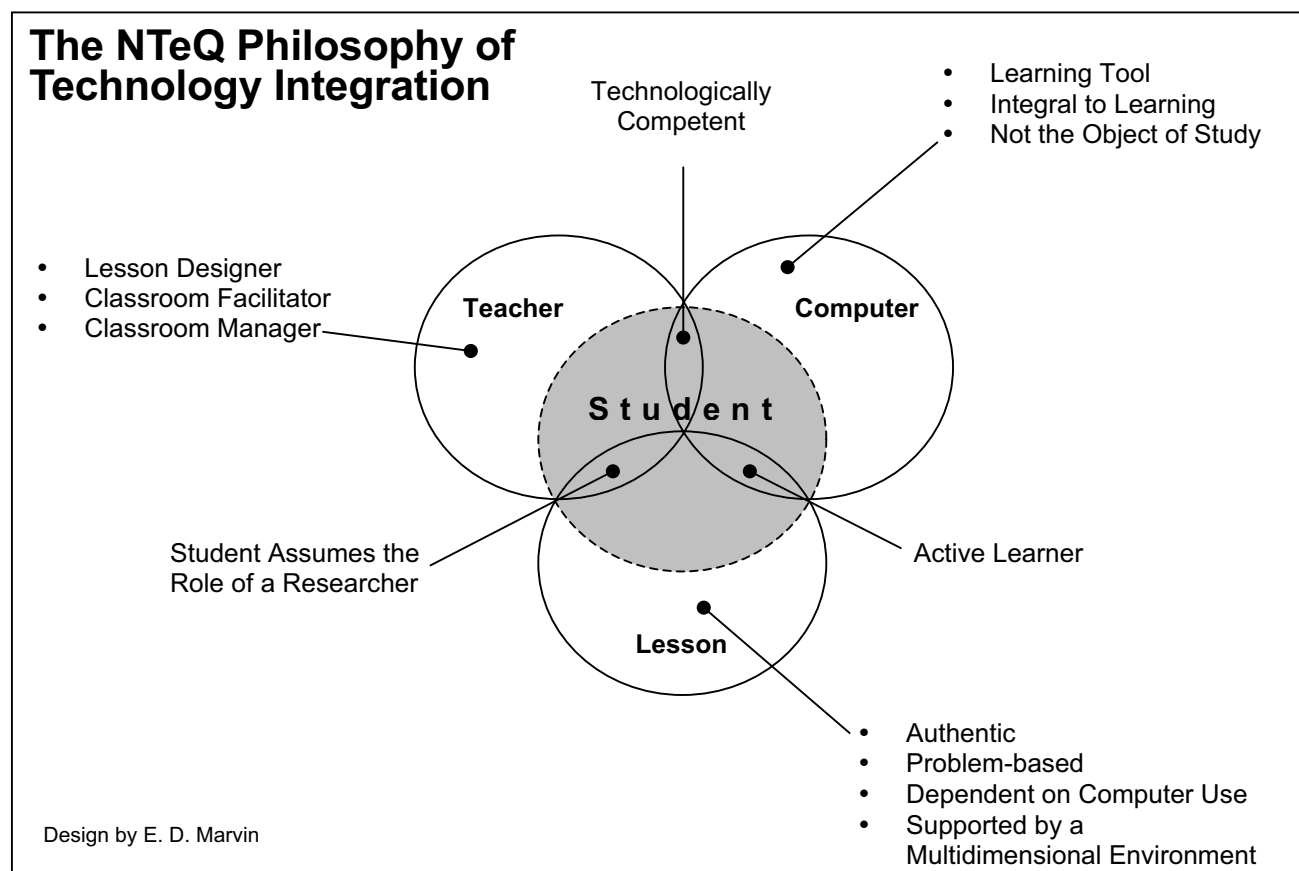 The NTeQ Philosophy of
Technology Integration
Technologically
Competent
• Learning Tool
• Integral to Learning
• Not the Object of Study
• Lesson Designer
• Classroom Facilitator
• Classroom Manager
Teacher
Computer
Student
Student Assumes the
Role of a Researcher
Active Learner
Lesson
• Authentic
• Problem-based
• Dependent on Computer Use
• Supported by a
Multidimensional Environment
Design by E. D. Marvin